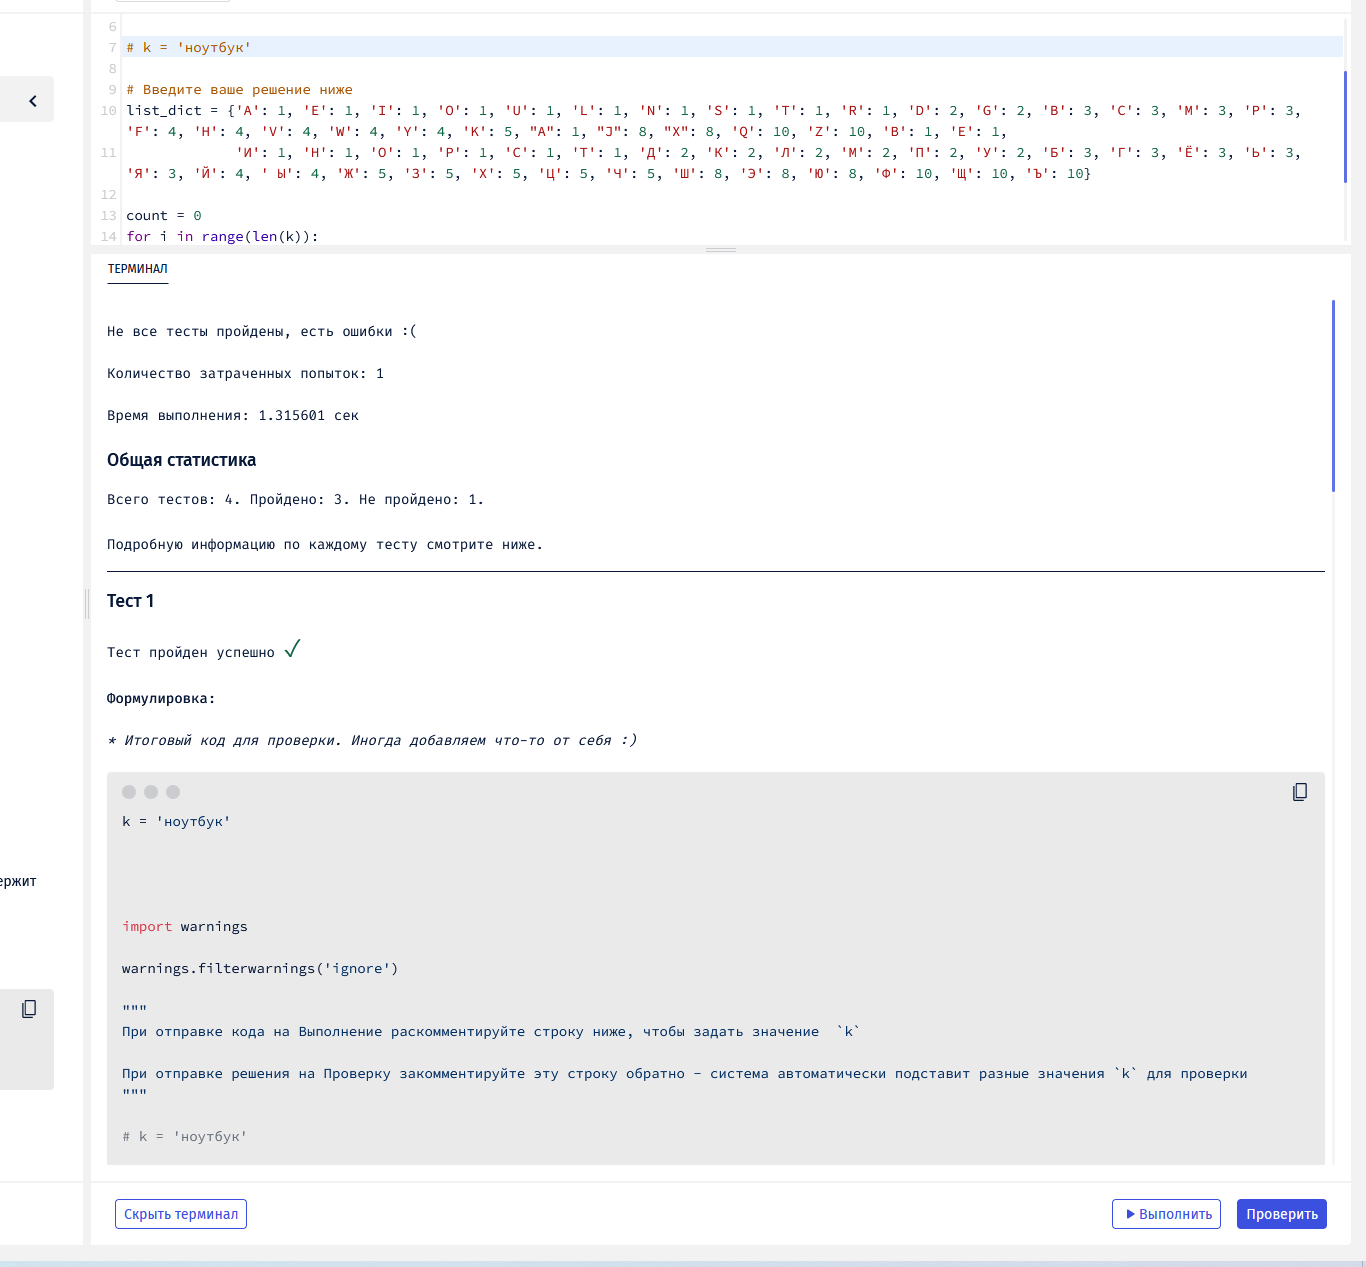 6
7 # k = 'ноутбук'
8
9 # Введите ваше решение ниже
10 list_dict = {'A': 1, 'E': 1, 'I': 1, 'O': 1, 'U': 1, 'L': 1, 'N': 1, 'S': 1, 'T': 1, 'R': 1, 'D': 2, 'G': 2, 'B': 3, 'C': 3, 'M': 3, 'P': 3,
'F': 4, 'H': 4, 'V': 4, 'W': 4, 'Y': 4, 'K': 5, "А": 1, "J": 8, "X": 8, 'Q': 10, 'Z': 10, 'В': 1, 'Е': 1,
11 'И': 1, 'Н': 1, 'О': 1, 'Р': 1, 'С': 1, 'Т': 1, 'Д': 2, 'К': 2, 'Л': 2, 'М': 2, 'П': 2, 'У': 2, 'Б': 3, 'Г': 3, 'Ё': 3, 'Ь': 3,
'Я': 3, 'Й': 4, ' Ы': 4, 'Ж': 5, 'З': 5, 'Х': 5, 'Ц': 5, 'Ч': 5, 'Ш': 8, 'Э': 8, 'Ю': 8, 'Ф': 10, 'Щ': 10, 'Ъ': 10}
12
13 count = 0
14 for i in range(len(k)):
ТЕРМИНАЛ
Не все тесты пройдены, есть ошибки :(
Количество затраченных попыток: 1
Время выполнения: 1.315601 сек
Общая статистика
Всего тестов: 4. Пройдено: 3. Не пройдено: 1.
Подробную информацию по каждому тесту смотрите ниже.
Тест 1
Тест пройден успешно ✓
Формулировка:
* Итоговый код для проверки. Иногда добавляем что-то от себя :)
k = 'ноутбук'
ержит
import warnings
warnings.filterwarnings('ignore')
"""
При отправке кода на Выполнение раскомментируйте строку ниже, чтобы задать значение `k`
При отправке решения на Проверку закомментируйте эту строку обратно - система автоматически подставит разные значения `k` для проверки
"""
# k = 'ноутбук'
Скрыть терминал
Выполнить
Проверить